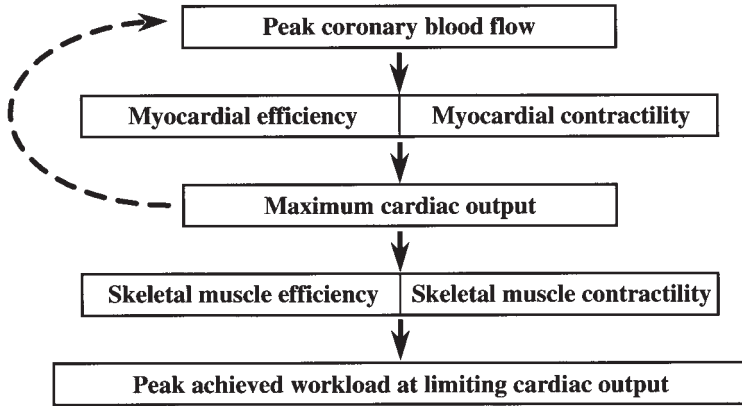 Peak coronary blood flow
Myocardial efficiency
Myocardial contractility
Maximum cardiac output
Skeletal muscle efficiency
Skeletal muscle contractility
Peak achieved workload at limiting cardiac output